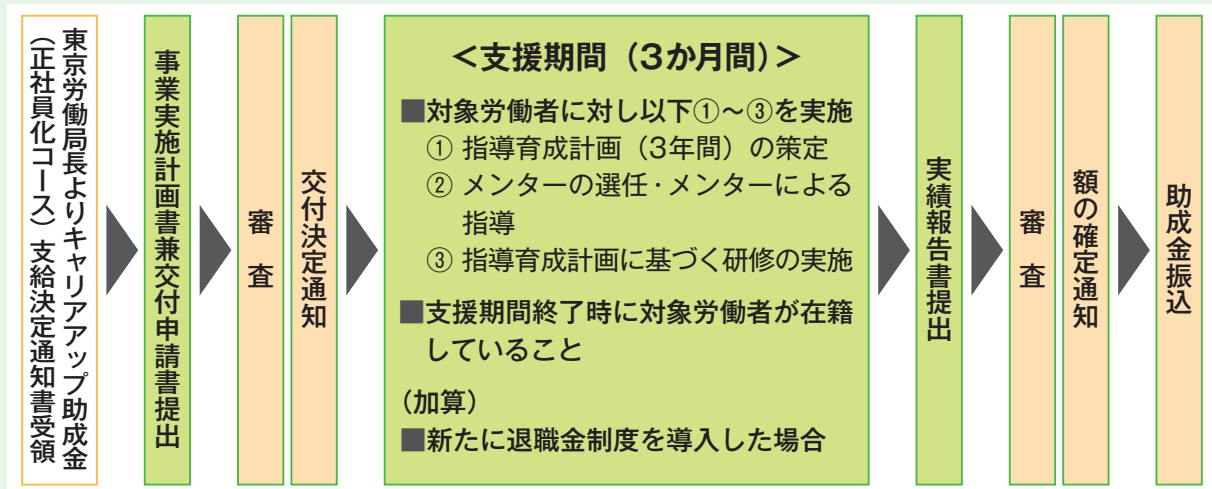 東京労働局長よりキャリアアップ助成金
（正社員化コース）支給決定通知書受領
事業実施計画書兼交付申請書提出
審査
交付決定通知
＜支援期間（3か月間）＞
■対象労働者に対し以下①～③を実施
① 指導育成計画（3年間）の策定
② メンターの選任・メンターによる
指導
③ 指導育成計画に基づく研修の実施
■支援期間終了時に対象労働者が在籍
していること
（加算）
■新たに退職金制度を導入した場合
実績報告書提出
審査
額の確定通知
助成金振込